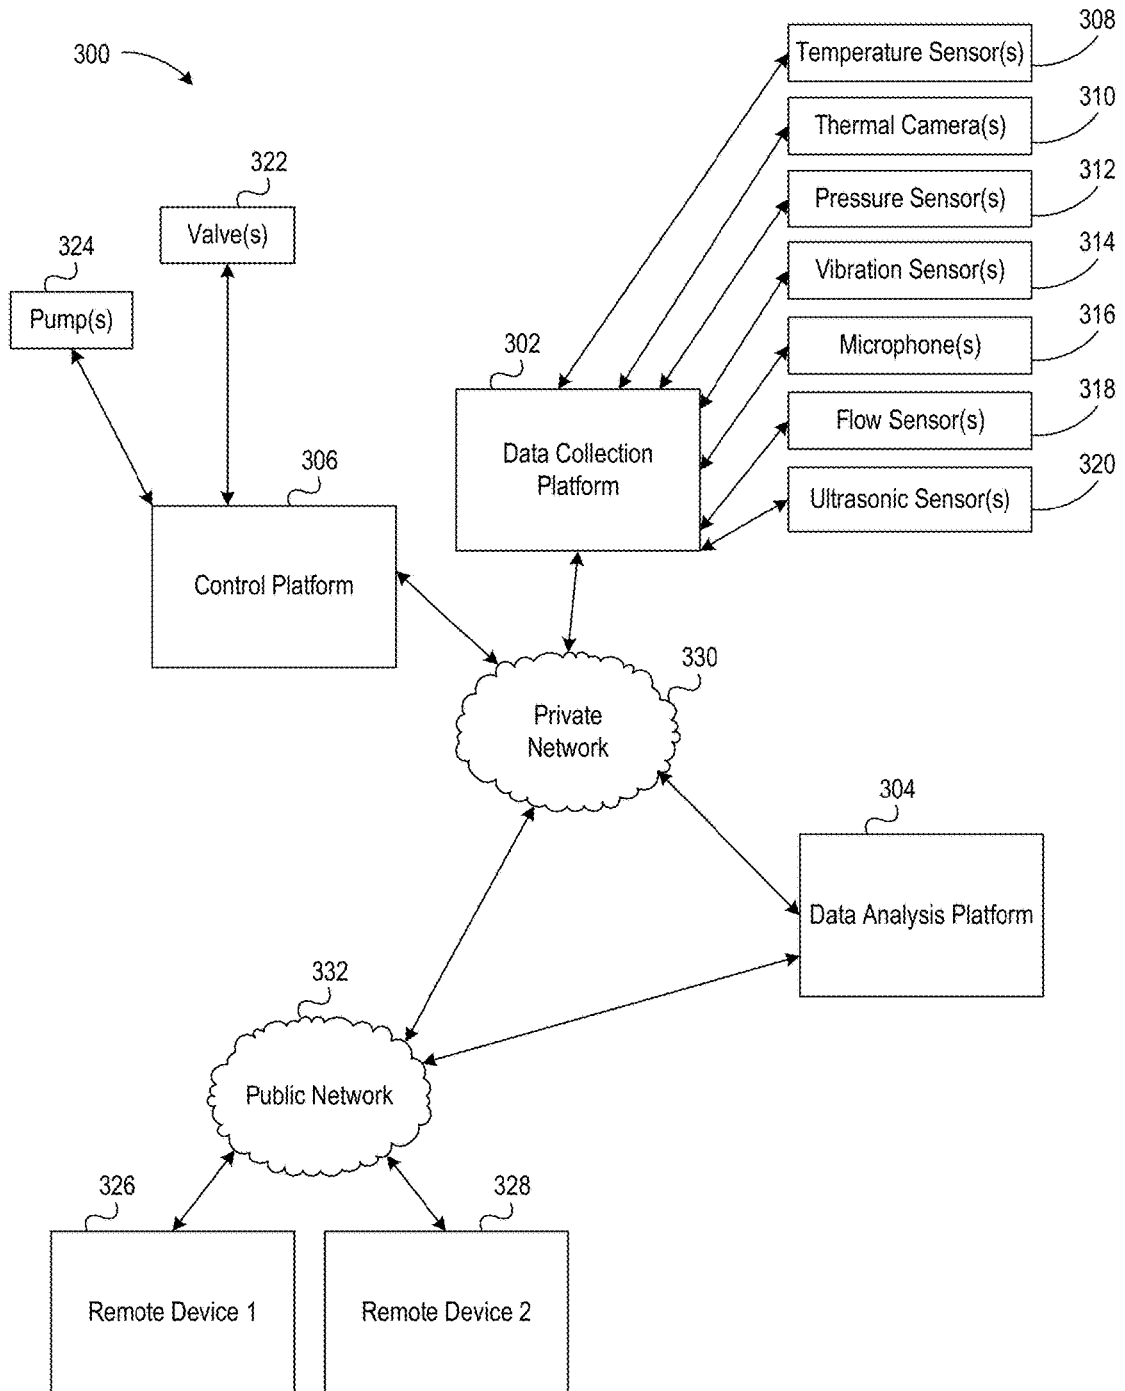 300
308
Temperature Sensor(s)
310
Thermal Camera(s)
312
Pressure Sensor(s)
322
Valve(s)
314
Vibration Sensor(s)
324
Pump(s)
316
Microphone(s)
302
318
Flow Sensor(s)
Data Collection
Platform
306
320
Ultrasonic Sensor(s)
Control Platform
330
Private
Network
304
Data Analysis Platform
332
Public Network
326
328
Remote Device 1
Remote Device 2